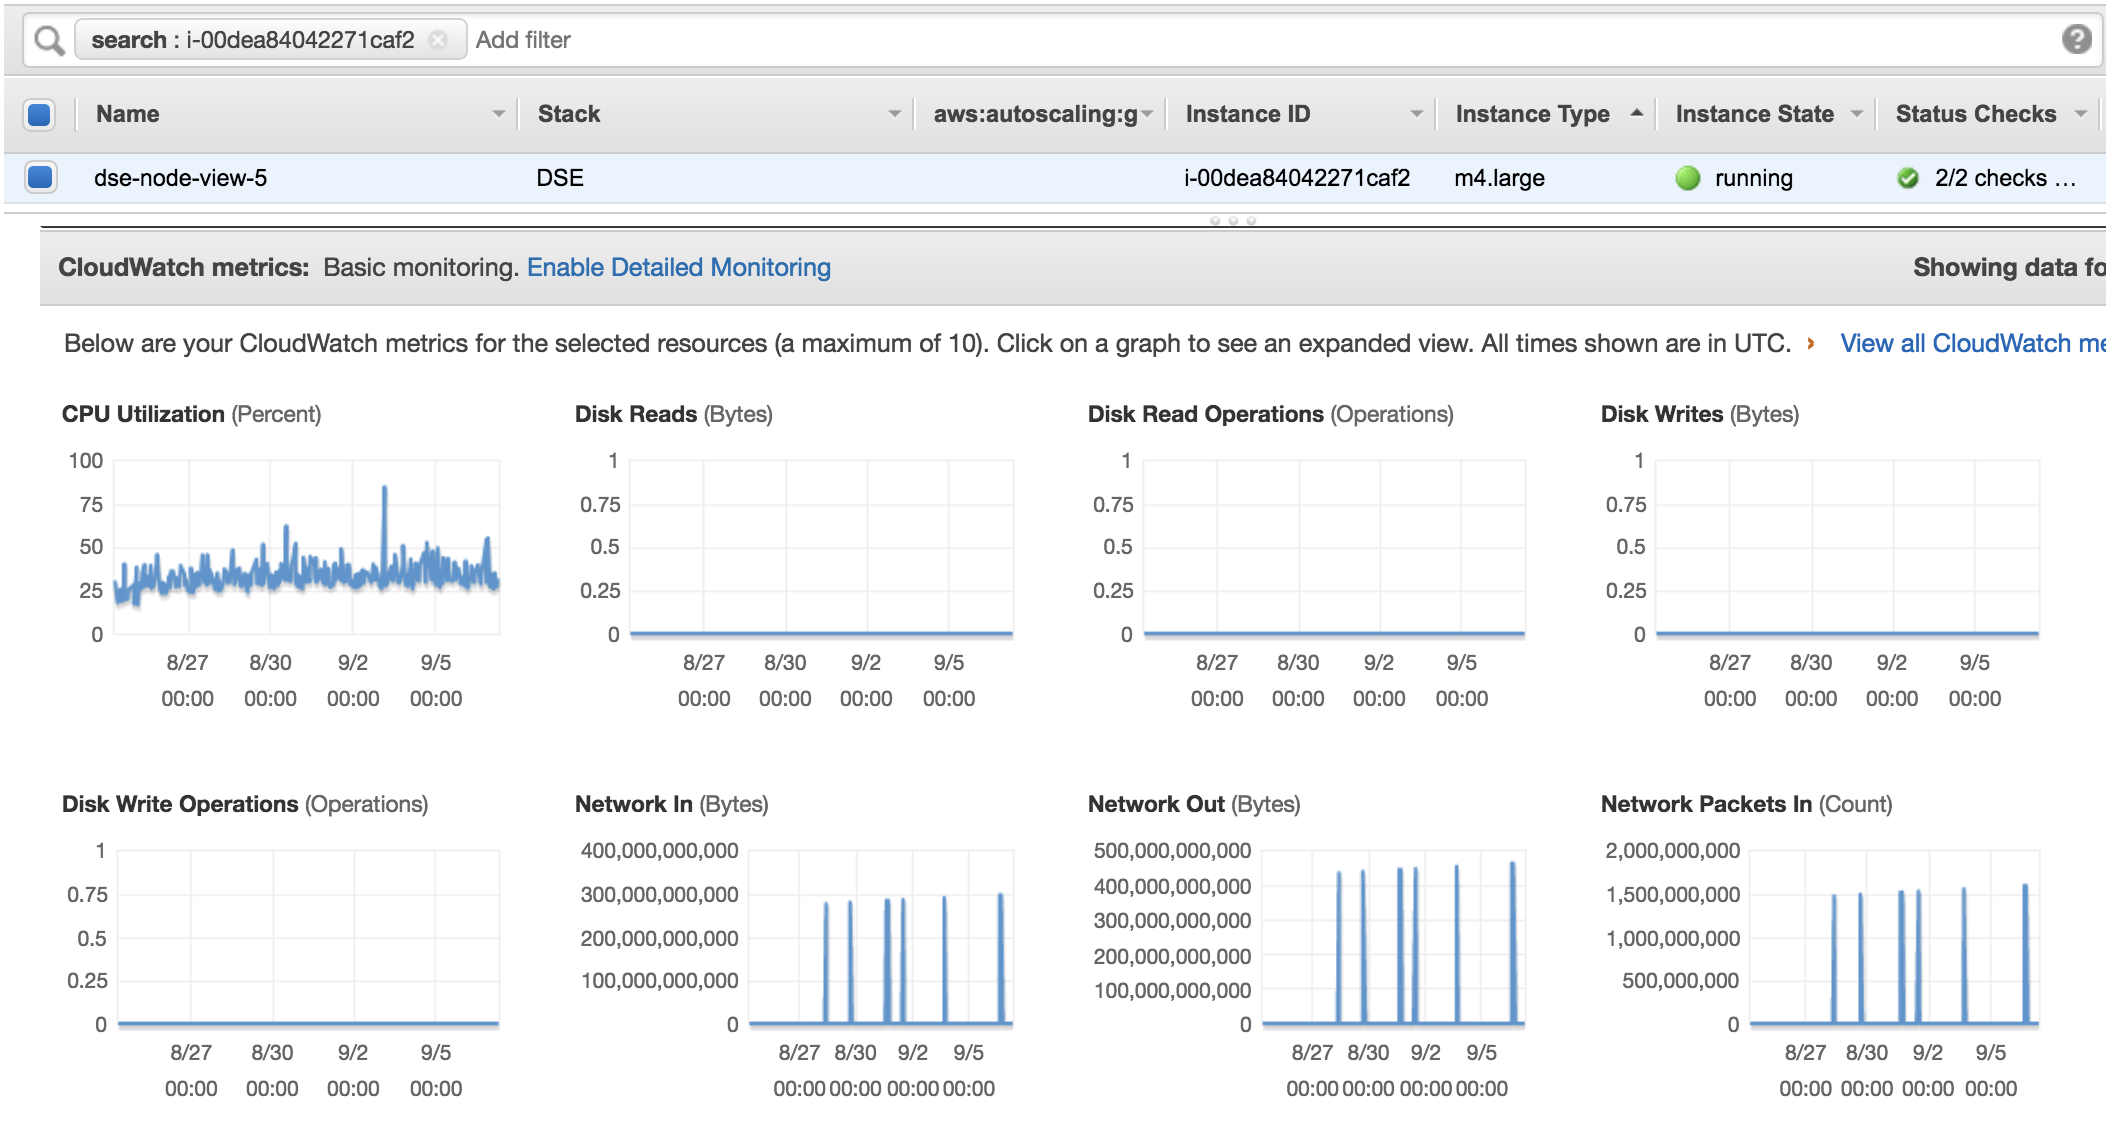 search : i-00dea84042271caf2 Add filter ?
Name Stack aws:autoscaling:g Instance ID Instance Type Instance State Status Checks
dse-node-view-5 DSE i-00dea84042271caf2 m4.large running 2/2 checks …
CloudWatch metrics: Basic monitoring. Enable Detailed Monitoring Showing data fo
Below are your CloudWatch metrics for the selected resources (a maximum of 10). Click on a graph to see an expanded view. All times shown are in UTC. › View all CloudWatch me
CPU Utilization (Percent)
100
75
50
25
0
8/27 8/30 9/2 9/5
00:00 00:00 00:00 00:00
Disk Reads (Bytes)
1
0.75
0.5
0.25
0
8/27 8/30 9/2 9/5
00:00 00:00 00:00 00:00
Disk Read Operations (Operations)
1
0.75
0.5
0.25
0
8/27 8/30 9/2 9/5
00:00 00:00 00:00 00:00
Disk Writes (Bytes)
1
0.75
0.5
0.25
0
8/27 8/30 9/2 9/5
00:00 00:00 00:00 00:00
Disk Write Operations (Operations)
1
0.75
0.5
0.25
0
8/27 8/30 9/2 9/5
00:00 00:00 00:00 00:00
Network In (Bytes)
400,000,000,000
300,000,000,000
200,000,000,000
100,000,000,000
0
8/27 8/30 9/2 9/5
00:00 00:00 00:00 00:00
Network Out (Bytes)
500,000,000,000
400,000,000,000
300,000,000,000
200,000,000,000
100,000,000,000
0
8/27 8/30 9/2 9/5
00:00 00:00 00:00 00:00
Network Packets In (Count)
2,000,000,000
1,500,000,000
1,000,000,000
500,000,000
0
8/27 8/30 9/2 9/5
00:00 00:00 00:00 00:00